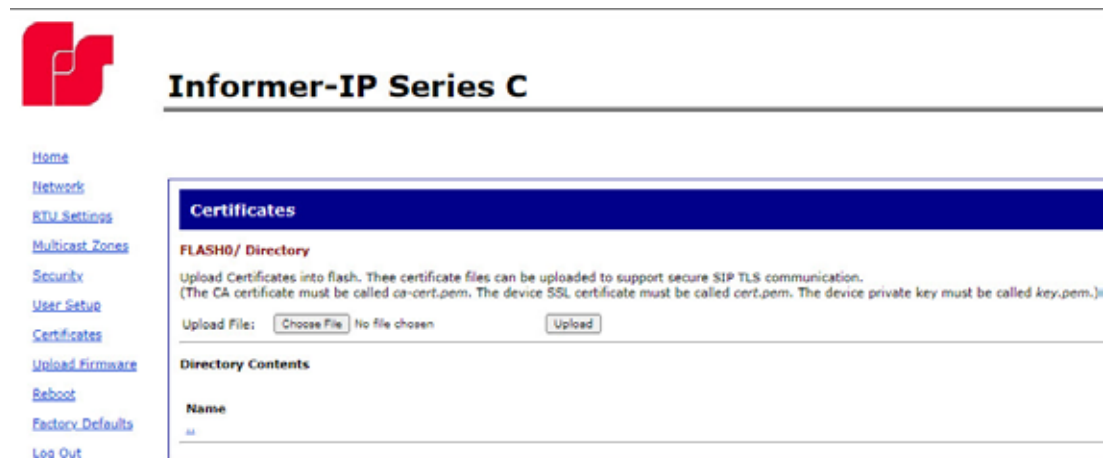 Informer-IP Series C
Home
Network
RTU Settings
Multicast Zones
Security
User Setup
Certificates
Upload Firmware
Reboot
Factory Defaults
Log Out
Certificates
FLASH0/ Directory
Upload Certificates into flash. Thee certificate files can be uploaded to support secure SIP TLS communication.
(The CA certificate must be called ca-cert.pem. The device SSL certificate must be called cert.pem. The device private key must be called key.pem.)
Upload File: Choose File No file chosen Upload
Directory Contents
Name
..